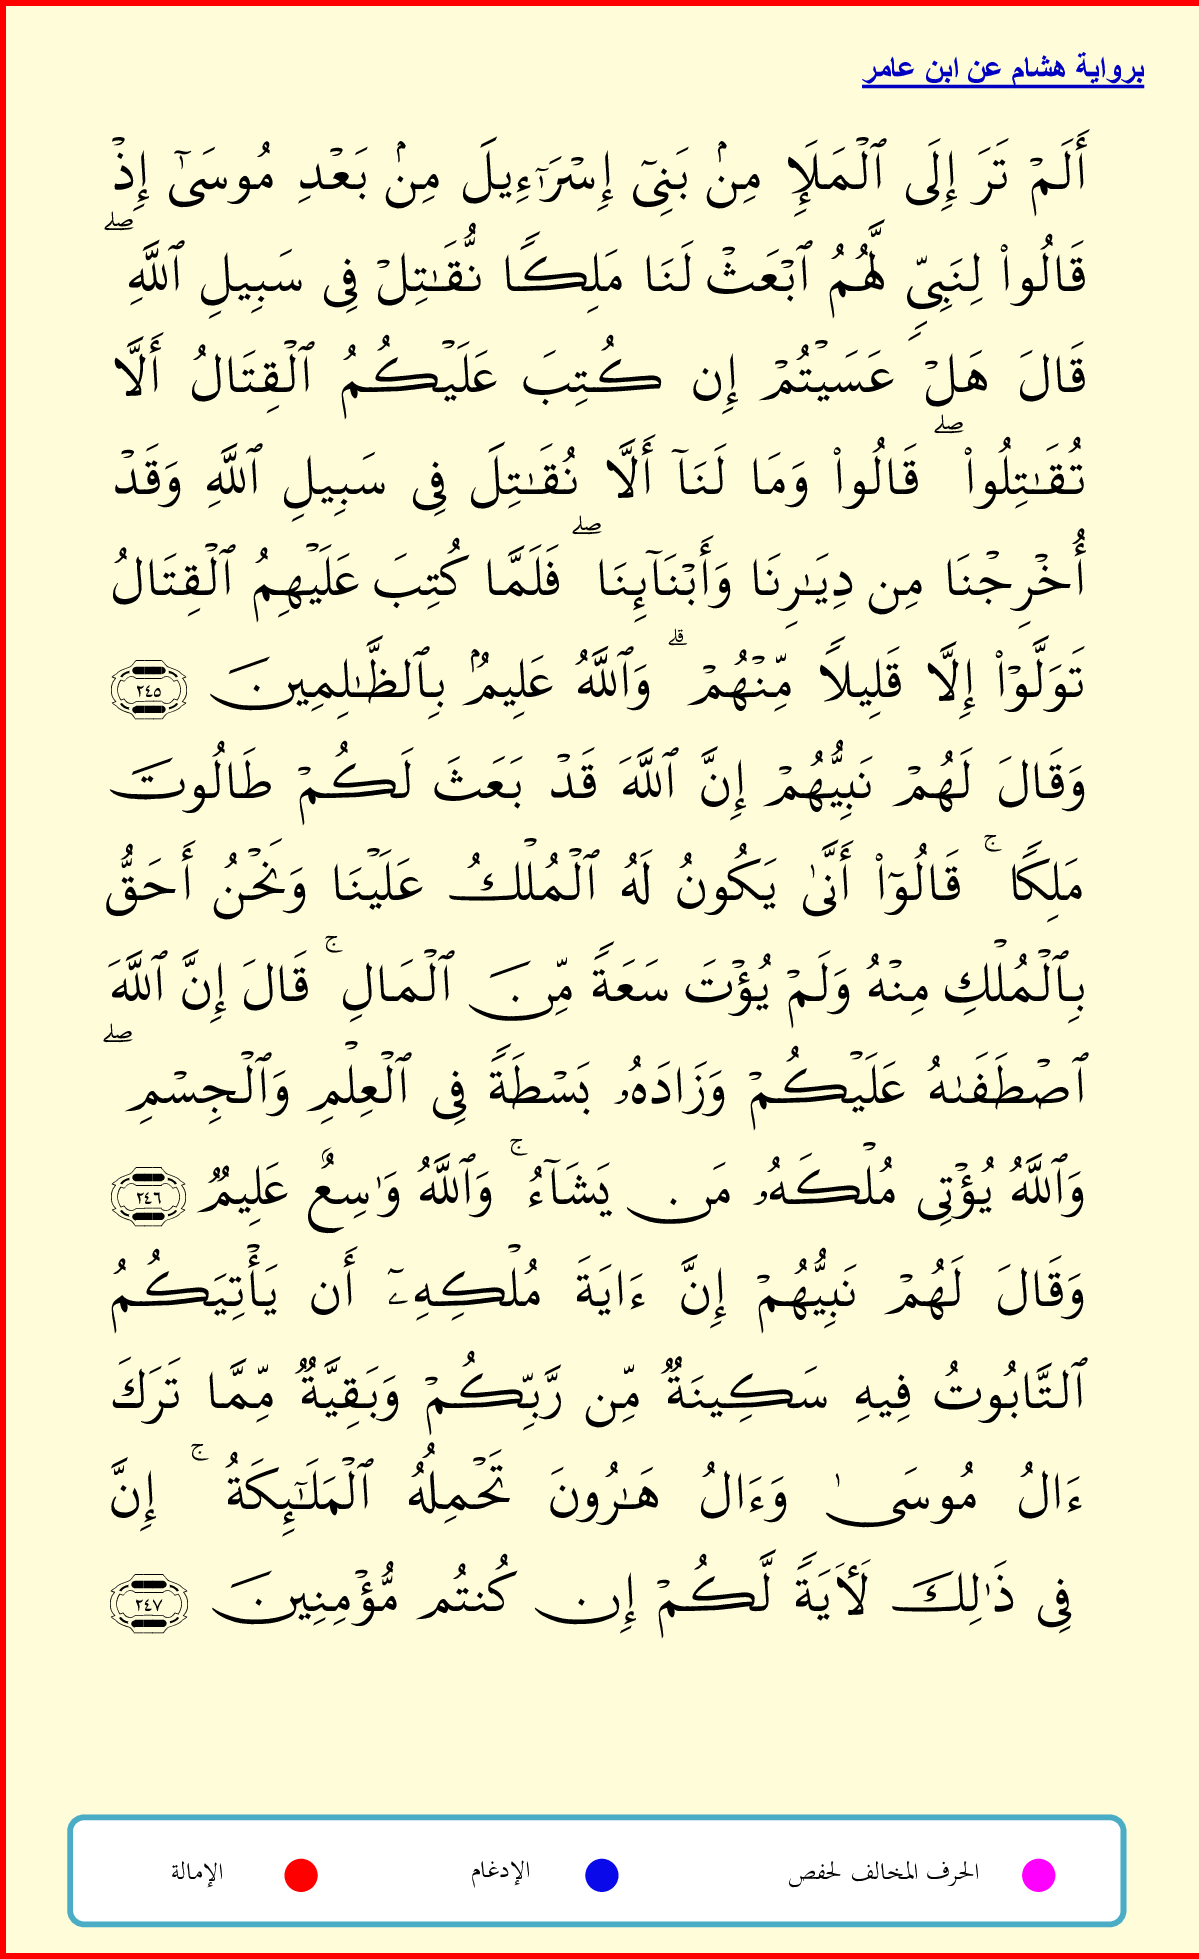 برواية هشام عن ابن عامر
أَلَمۡ تَرَ إِلَى ٱلۡمَلَإِ مِنۢ بَنِيٓ إِسۡرَٰٓءِيلَ مِنۢ بَعۡدِ مُوسَىٰٓ إِذۡ
قَالُواْ لِنَبِيّٖ لَّهُمُ ٱبۡعَثۡ لَنَا مَلِكٗا نُّقَٰتِلۡ فِي سَبِيلِ ٱللَّهِۖ
قَالَ هَلۡ عَسَيۡتُمۡ إِن كُتِبَ عَلَيۡكُمُ ٱلۡقِتَالُ أَلَّا
تُقَٰتِلُواْۖ قَالُواْ وَمَا لَنَآ أَلَّا نُقَٰتِلَ فِي سَبِيلِ ٱللَّهِ وَقَدۡ
أُخۡرِجۡنَا مِن دِيَٰرِنَا وَأَبۡنَآئِنَاۖ فَلَمَّا كُتِبَ عَلَيۡهِمُ ٱلۡقِتَالُ
تَوَلَّوۡاْ إِلَّا قَلِيلٗا مِّنۡهُمۡۗ وَٱللَّهُ عَلِيمُۢ بِٱلظَّٰلِمِينَ ٢٤٥
وَقَالَ لَهُمۡ نَبِيُّهُمۡ إِنَّ ٱللَّهَ قَدۡ بَعَثَ لَكُمۡ طَالُوتَ
مَلِكٗاۚ قَالُوٓاْ أَنَّىٰ يَكُونُ لَهُ ٱلۡمُلۡكُ عَلَيۡنَا وَنَحۡنُ أَحَقُّ
بِٱلۡمُلۡكِ مِنۡهُ وَلَمۡ يُؤۡتَ سَعَةٗ مِّنَ ٱلۡمَالِۚ قَالَ إِنَّ ٱللَّهَ
ٱصۡطَفَىٰهُ عَلَيۡكُمۡ وَزَادَهُۥ بَسۡطَةٗ فِي ٱلۡعِلۡمِ وَٱلۡجِسۡمِۖ
وَٱللَّهُ يُؤۡتِي مُلۡكَهُۥ مَن يَشَآءُۚ وَٱللَّهُ وَٰسِعٌ عَلِيمٞ ٢٤٦
وَقَالَ لَهُمۡ نَبِيُّهُمۡ إِنَّ ءَايَةَ مُلۡكِهِۦٓ أَن يَأۡتِيَكُمُ
ٱلتَّابُوتُ فِيهِ سَكِينَةٞ مِّن رَّبِّكُمۡ وَبَقِيَّةٞ مِّمَّا تَرَكَ
ءَالُ مُوسَىٰ وَءَالُ هَٰرُونَ تَحۡمِلُهُ ٱلۡمَلَٰٓئِكَةُۚ إِنَّ
فِي ذَٰلِكَ لَأٓيَةٗ لَّكُمۡ إِن كُنتُم مُّؤۡمِنِينَ ٢٤٧
الحرف المخالف لحفص الإدغام الإمالة